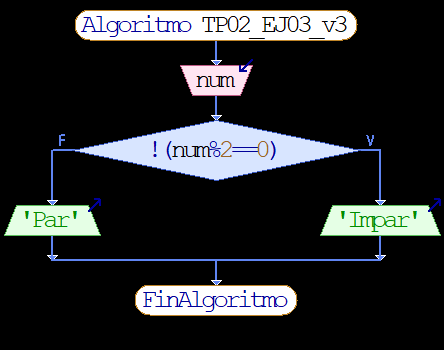 Algoritmo TP02_EJ03_v3
num
!(num%2==0)
F
V
'Par'
'Impar'
FinAlgoritmo